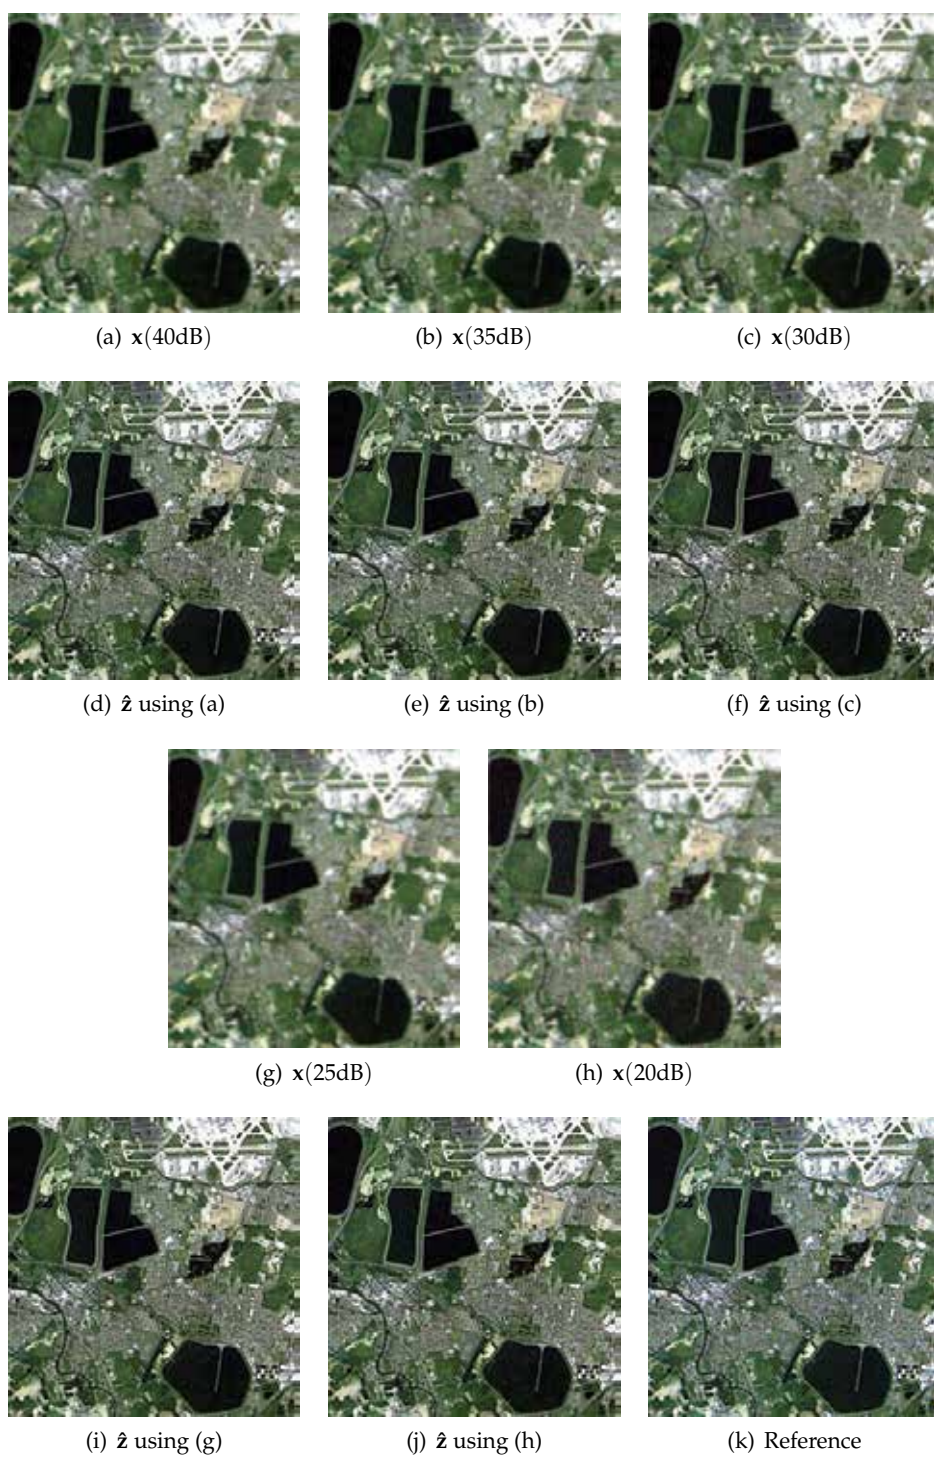 (a) x(40dB)
(b) x(35dB)
(c) x(30dB)
(d) ẑ using (a)
(e) ẑ using (b)
(f) ẑ using (c)
(g) x(25dB)
(h) x(20dB)
(i) ẑ using (g)
(j) ẑ using (h)
(k) Reference